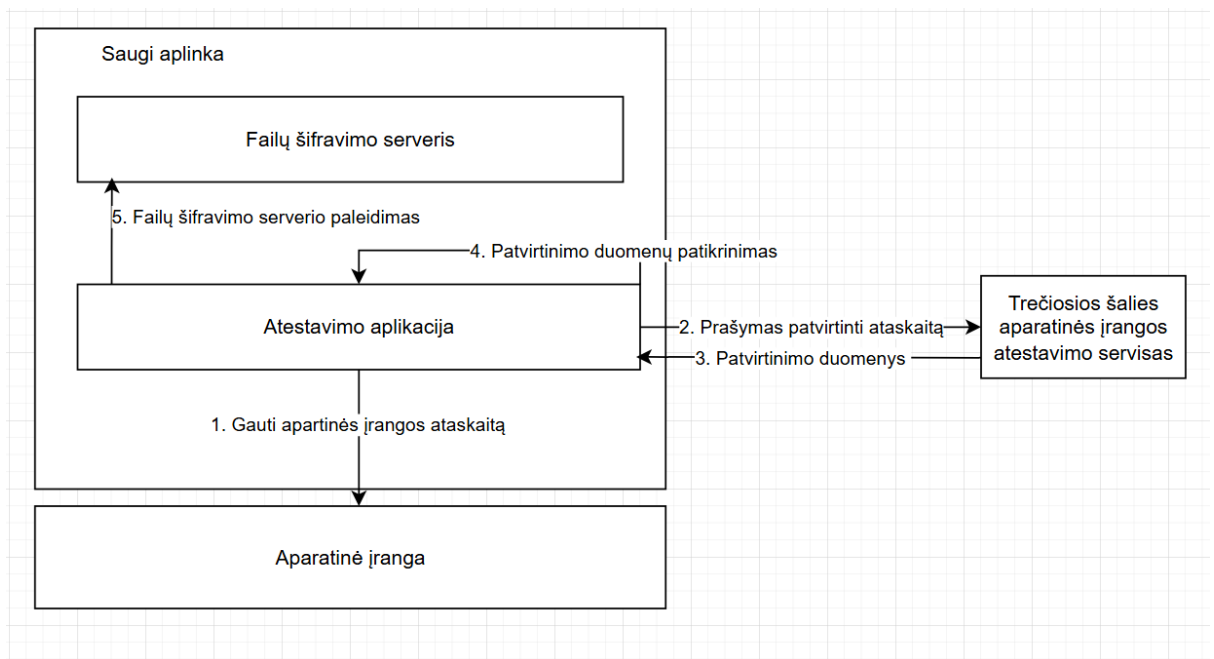 Saugi aplinka
Failų šifravimo serveris
5. Failų šifravimo serverio paleidimas
4. Patvirtinimo duomenų patikrinimas
Atestavimo aplikacija
2. Prašymas patvirtinti ataskaitą
3. Patvirtinimo duomenys
Trečiosios šalies
aparatinės įrangos
atestavimo servisas
1. Gauti apartinės įrangos ataskaitą
Aparatinė įranga